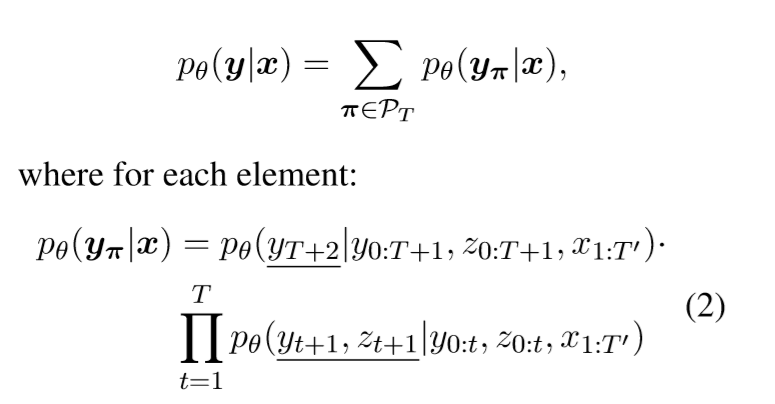 p_θ(y|x) = ∑_{π∈𝒫_T} p_θ(y_π|x),
where for each element:
p_θ(y_π|x) = p_θ(y_{T+2}|y_{0:T+1}, z_{0:T+1}, x_{1:T′})·
∏_{t=1}^{T} p_θ(y_{t+1}, z_{t+1}|y_{0:t}, z_{0:t}, x_{1:T′}) (2)